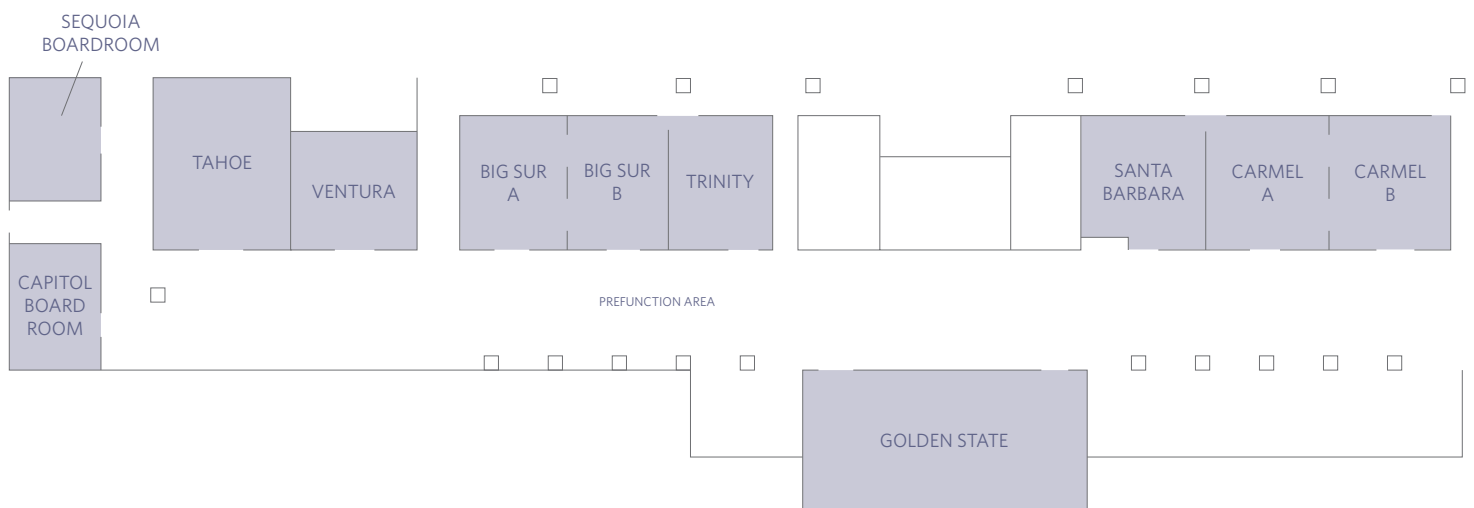 SEQUOIA
BOARDROOM
TAHOE
VENTURA
BIG SUR
A
BIG SUR
B
TRINITY
SANTA
BARBARA
CARMEL
A
CARMEL
B
CAPITOL
BOARD
ROOM
PREFUNCTION AREA
GOLDEN STATE